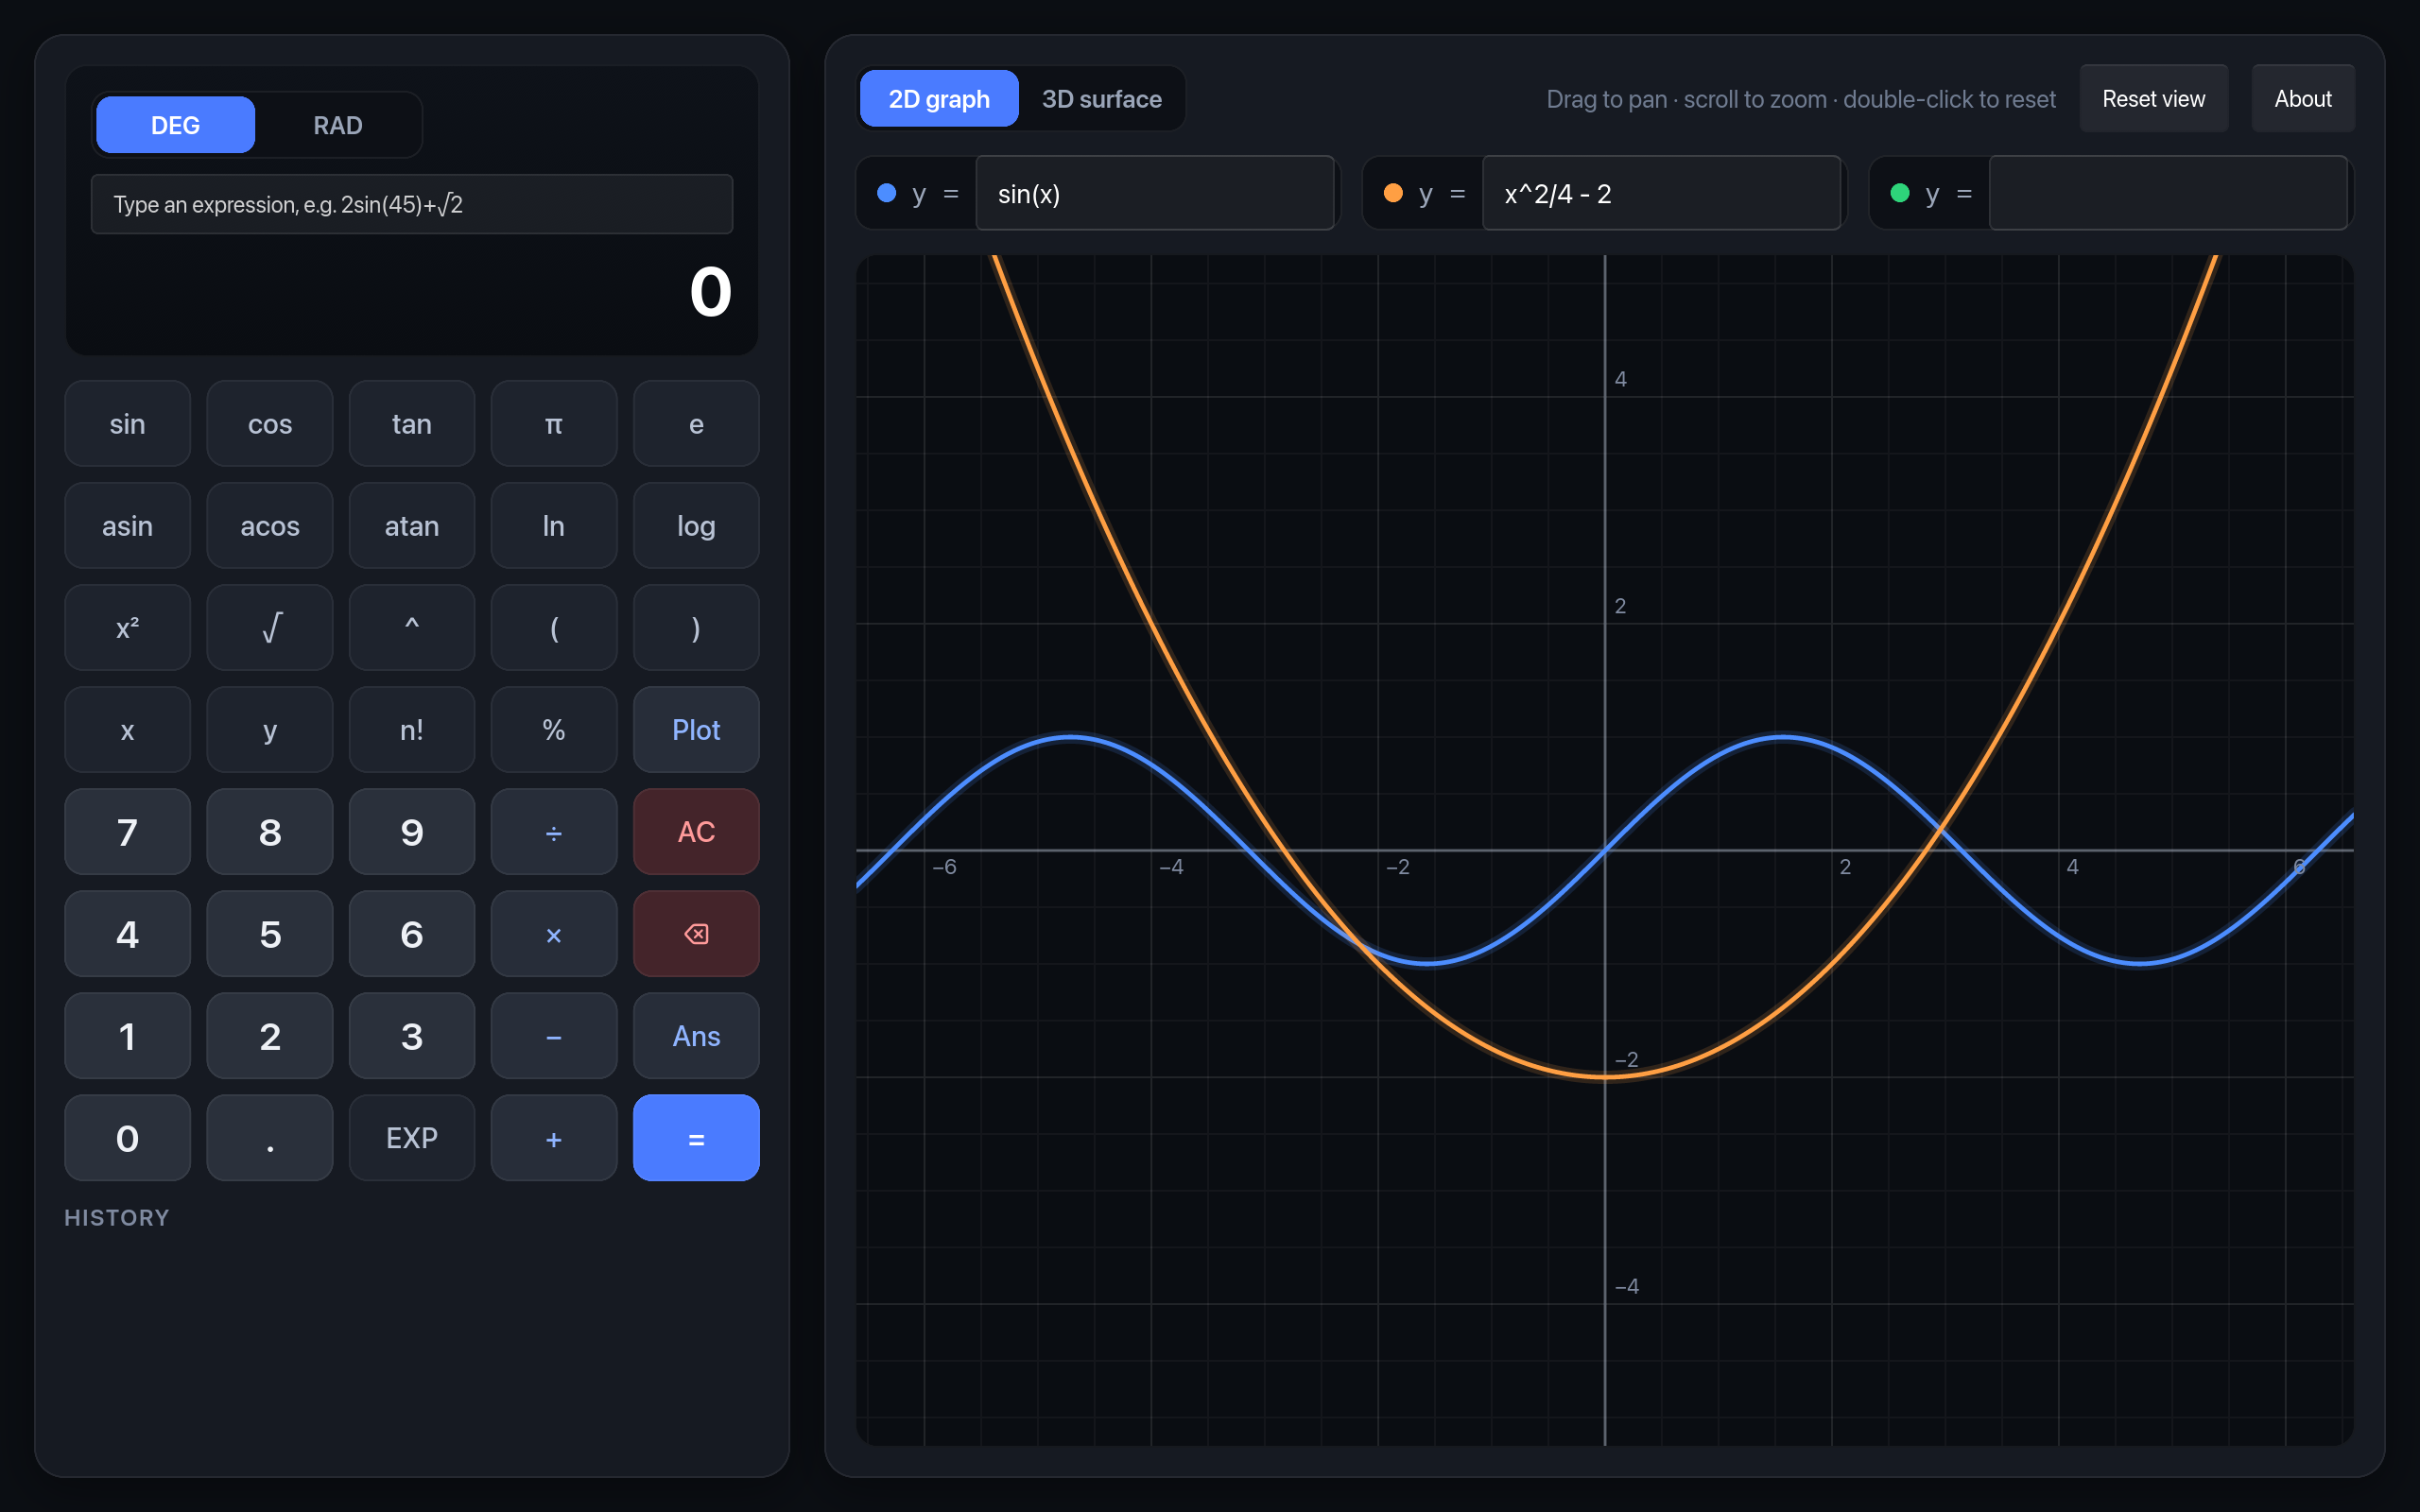 DEG RAD
Type an expression, e.g. 2sin(45)+√2
0
sin cos tan π e
asin acos atan ln log
x² √ ^ ( )
x y n! % Plot
7 8 9 ÷ AC
4 5 6 ×
1 2 3 − Ans
0 . EXP + =
HISTORY
2D graph 3D surface Drag to pan · scroll to zoom · double-click to reset Reset view About
y = sin(x) y = x^2/4 - 2 y =
4
2
−6 −4 −2 2 4 6
−2
−4